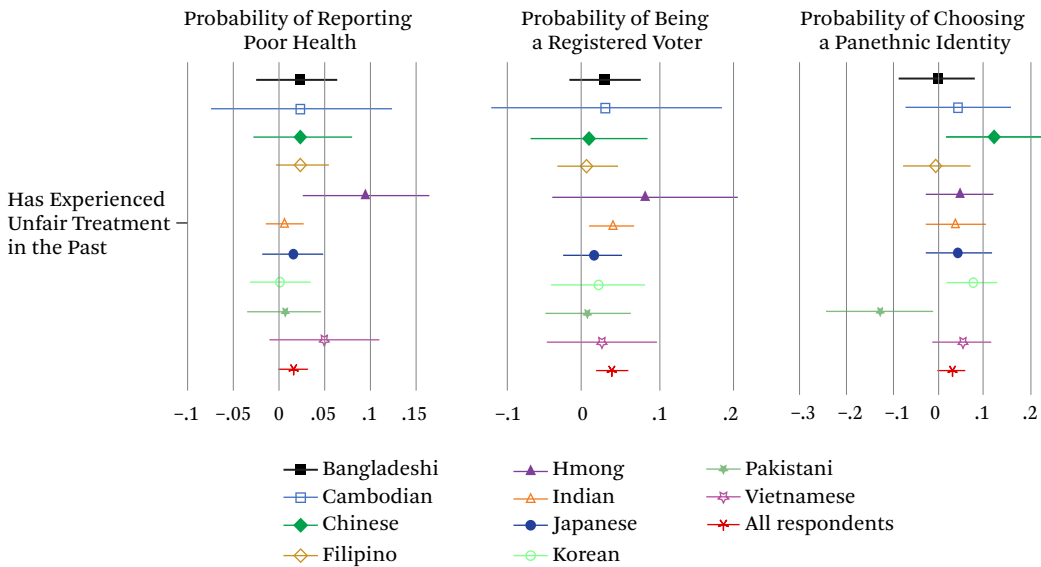 Probability of Reporting
Poor Health
Probability of Being
a Registered Voter
Probability of Choosing
a Panethnic Identity
Has Experienced
Unfair Treatment
in the Past
–.1 –.05 0 .05 .1 .15
–.1 0 .1 .2
–.3 –.2 –.1 0 .1 .2
Bangladeshi
Cambodian
Chinese
Filipino
Hmong
Indian
Japanese
Korean
Pakistani
Vietnamese
All respondents